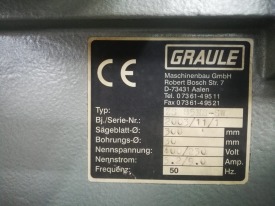 GRAULE
CE
Maschinenbau GmbH
Robert Bosch Str. 7
D-73431 Aalen
Tel. 07361-49511
Fax 07361-49521
Typ:
Bj./Serie-Nr.:
Sägeblatt-Ø: mm
Bohrungs-Ø: mm
Nennspannung: Volt
Nennstrom: Amp.
Frequenz: 50 Hz.